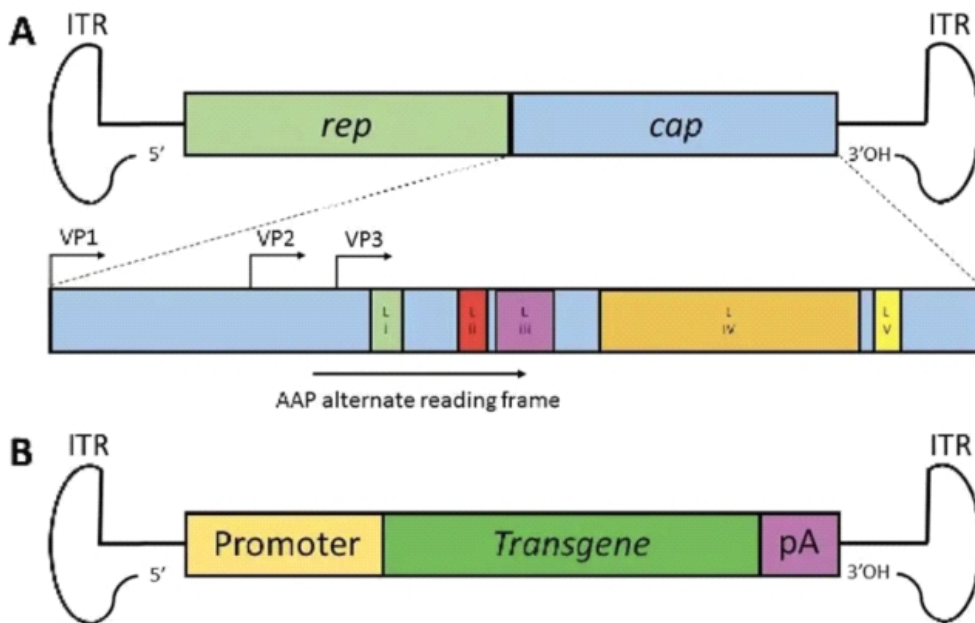 A
ITR
ITR
rep
cap
5'
3'OH
VP1
VP2
VP3
L I
L II
L III
L IV
L V
AAP alternate reading frame
B
ITR
ITR
Promoter
Transgene
pA
5'
3'OH